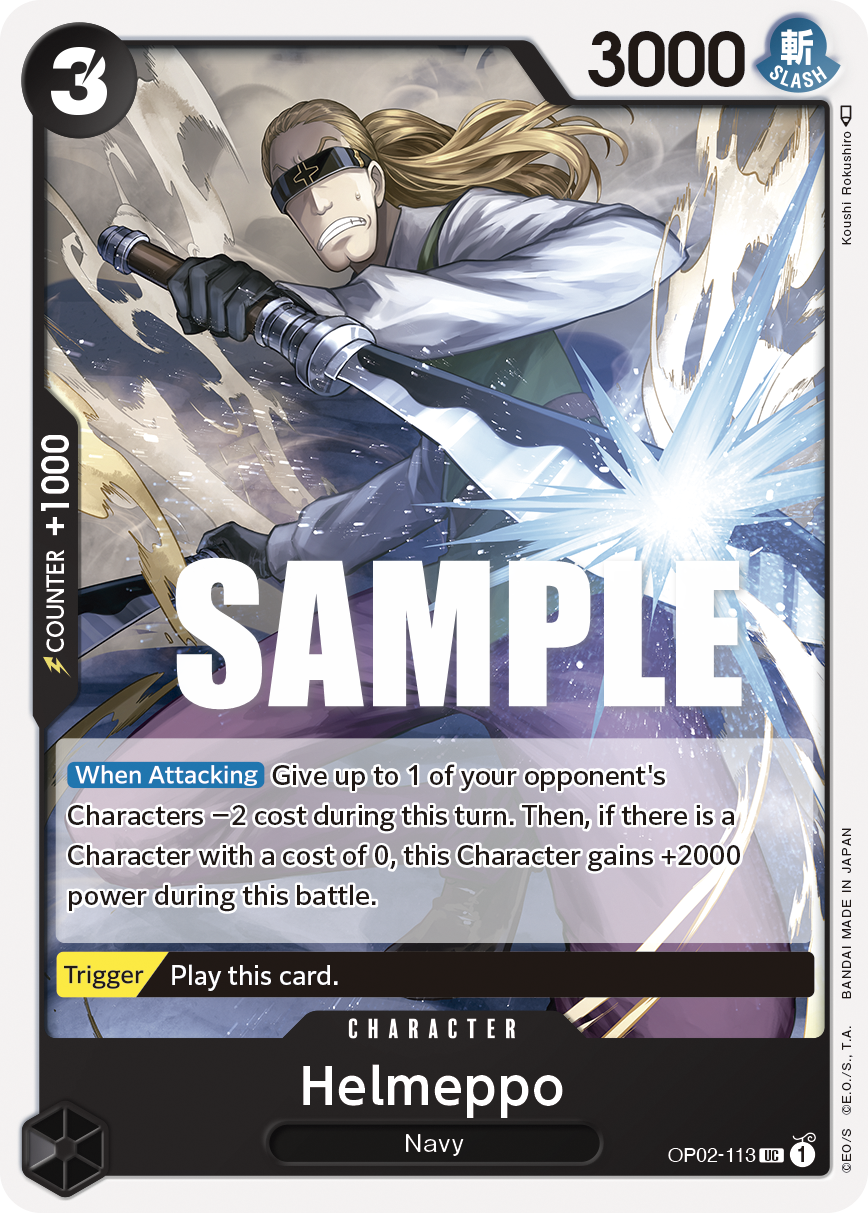 3
3000
斬
SLASH
Koushi Rokushiro
COUNTER +1000
SAMPLE
When Attacking Give up to 1 of your opponent's
Characters −2 cost during this turn. Then, if there is a
Character with a cost of 0, this Character gains +2000
power during this battle.
Trigger Play this card.
CHARACTER
Helmeppo
Navy
OP02-113 UC 1
©EO/S ©E.O./S., T.A. BANDAI MADE IN JAPAN